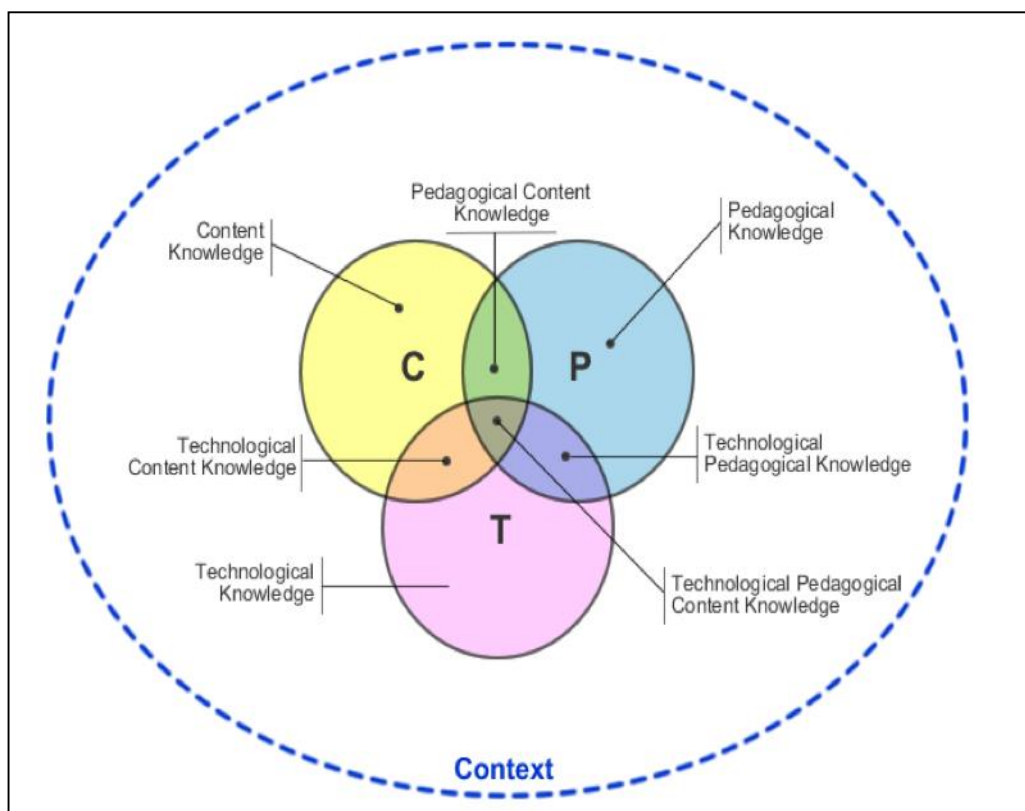 Pedagogical Content
Knowledge
Content
Knowledge
Pedagogical
Knowledge
C
P
Technological
Content Knowledge
Technological
Pedagogical Knowledge
T
Technological
Knowledge
Technological Pedagogical
Content Knowledge
Context